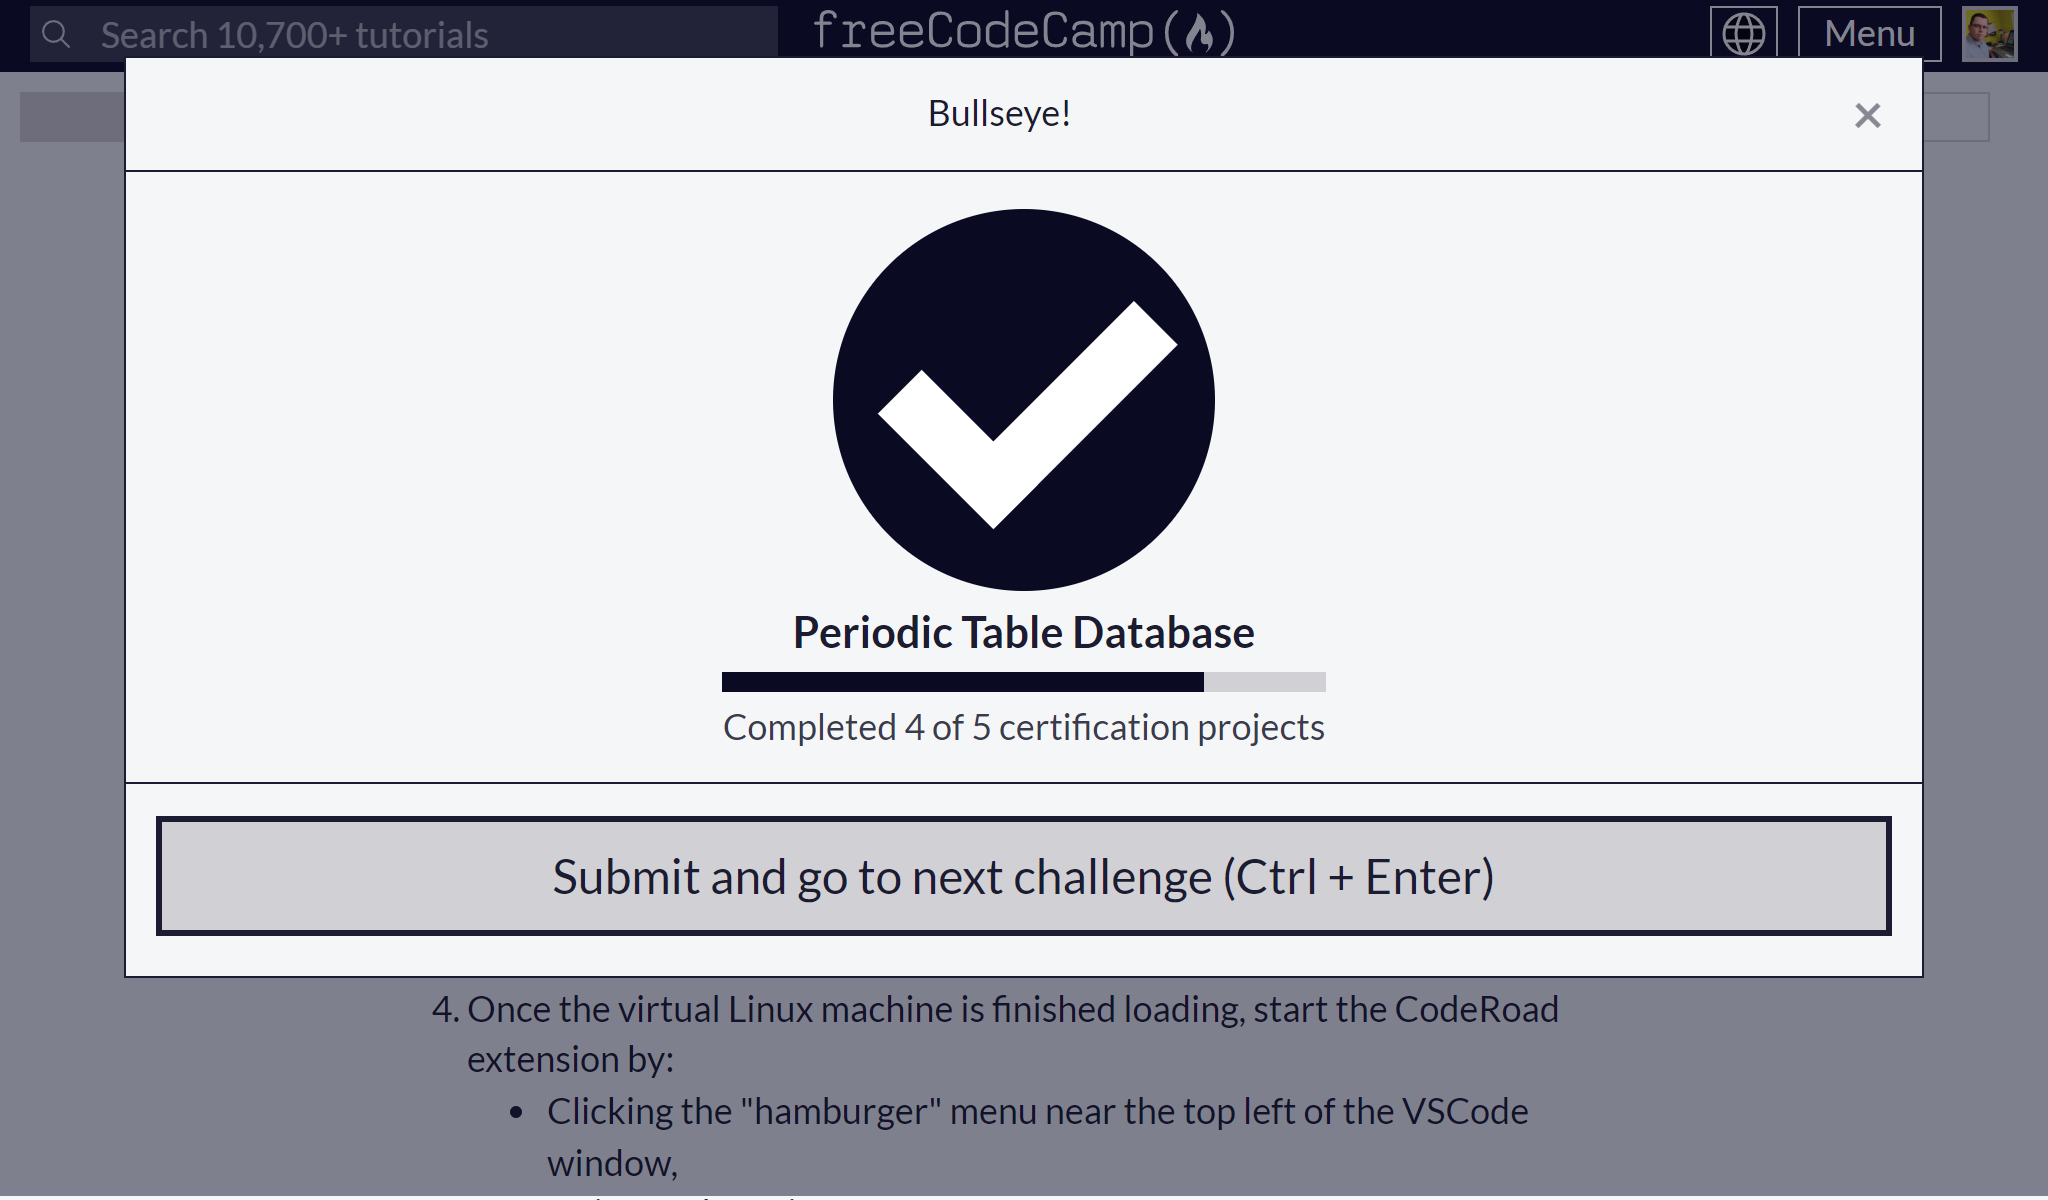 Search 10,700+ tutorials
freeCodeCamp
Menu
Bullseye!
Periodic Table Database
Completed 4 of 5 certification projects
Submit and go to next challenge (Ctrl + Enter)
4. Once the virtual Linux machine is finished loading, start the CodeRoad
extension by:
• Clicking the "hamburger" menu near the top left of the VSCode
window,